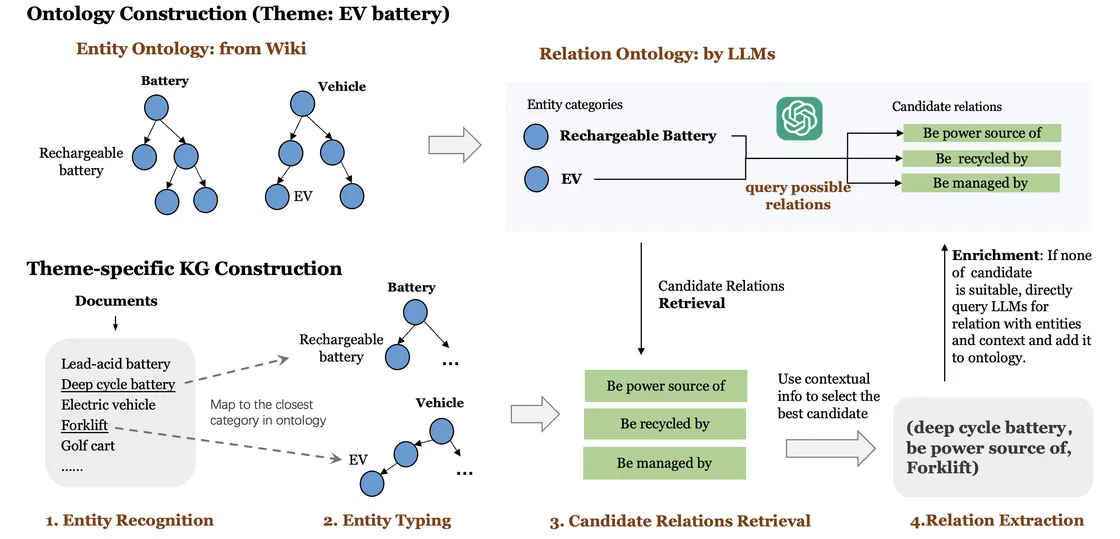 Ontology Construction (Theme: EV battery)
Entity Ontology: from Wiki
Battery
Rechargeable
battery
Vehicle
EV
Relation Ontology: by LLMs
Entity categories
Rechargeable Battery
EV
query possible
relations
Candidate relations
Be power source of
Be recycled by
Be managed by
Theme-specific KG Construction
Documents
Lead-acid battery
Deep cycle battery
Electric vehicle
Forklift
Golf cart
......
1. Entity Recognition
Map to the closest
category in ontology
Battery
Rechargeable
battery
...
Vehicle
EV
...
2. Entity Typing
Candidate Relations
Retrieval
Be power source of
Be recycled by
Be managed by
3. Candidate Relations Retrieval
Use contextual
info to select the
best candidate
Enrichment: If none
of candidate
is suitable, directly
query LLMs for
relation with entities
and context and add it
to ontology.
(deep cycle battery,
be power source of,
Forklift)
4.Relation Extraction